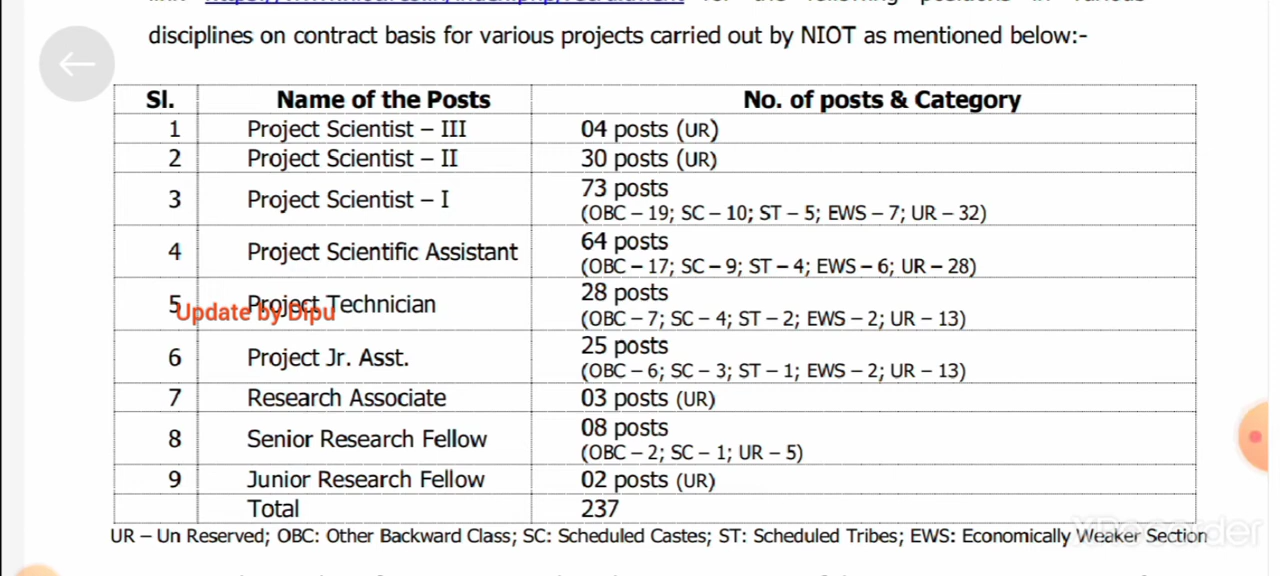 disciplines on contract basis for various projects carried out by NIOT as mentioned below:-
Sl. Name of the Posts No. of posts & Category
1 Project Scientist – III 04 posts (UR)
2 Project Scientist – II 30 posts (UR)
3 Project Scientist – I 73 posts
(OBC – 19; SC – 10; ST – 5; EWS – 7; UR – 32)
4 Project Scientific Assistant 64 posts
(OBC – 17; SC – 9; ST – 4; EWS – 6; UR – 28)
5 Project Technician 28 posts
Update by Dipu
(OBC – 7; SC – 4; ST – 2; EWS – 2; UR – 13)
6 Project Jr. Asst. 25 posts
(OBC – 6; SC – 3; ST – 1; EWS – 2; UR – 13)
7 Research Associate 03 posts (UR)
8 Senior Research Fellow 08 posts
(OBC – 2; SC – 1; UR – 5)
9 Junior Research Fellow 02 posts (UR)
Total 237
UR – Un Reserved; OBC: Other Backward Class; SC: Scheduled Castes; ST: Scheduled Tribes; EWS: Economically Weaker Section
XRecorder